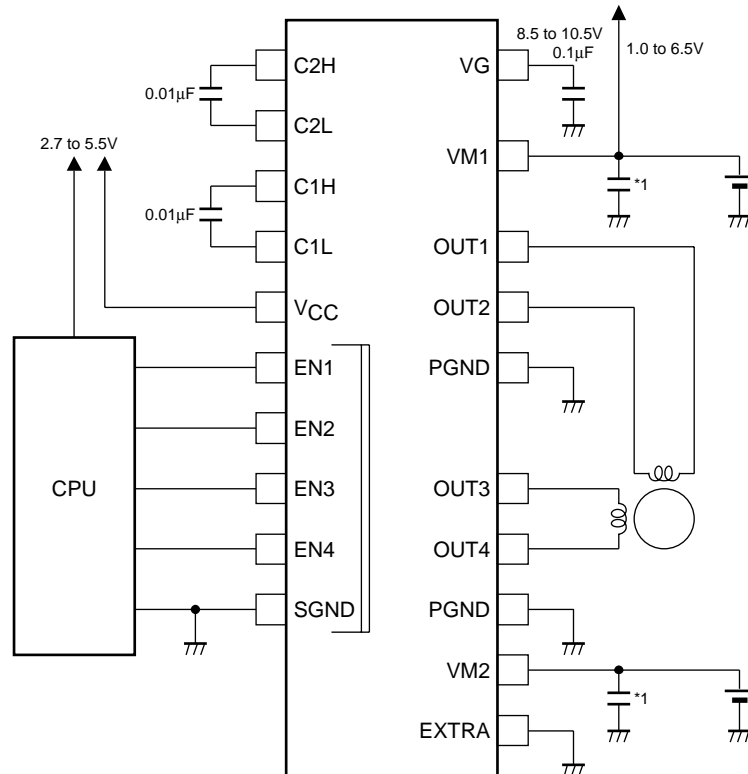 8.5 to 10.5V
0.1μF
1.0 to 6.5V
C2H
VG
0.01μF
C2L
2.7 to 5.5V
VM1
C1H
*1
0.01μF
C1L
OUT1
VCC
OUT2
EN1
PGND
EN2
CPU
EN3
OUT3
EN4
OUT4
SGND
PGND
VM2
*1
EXTRA